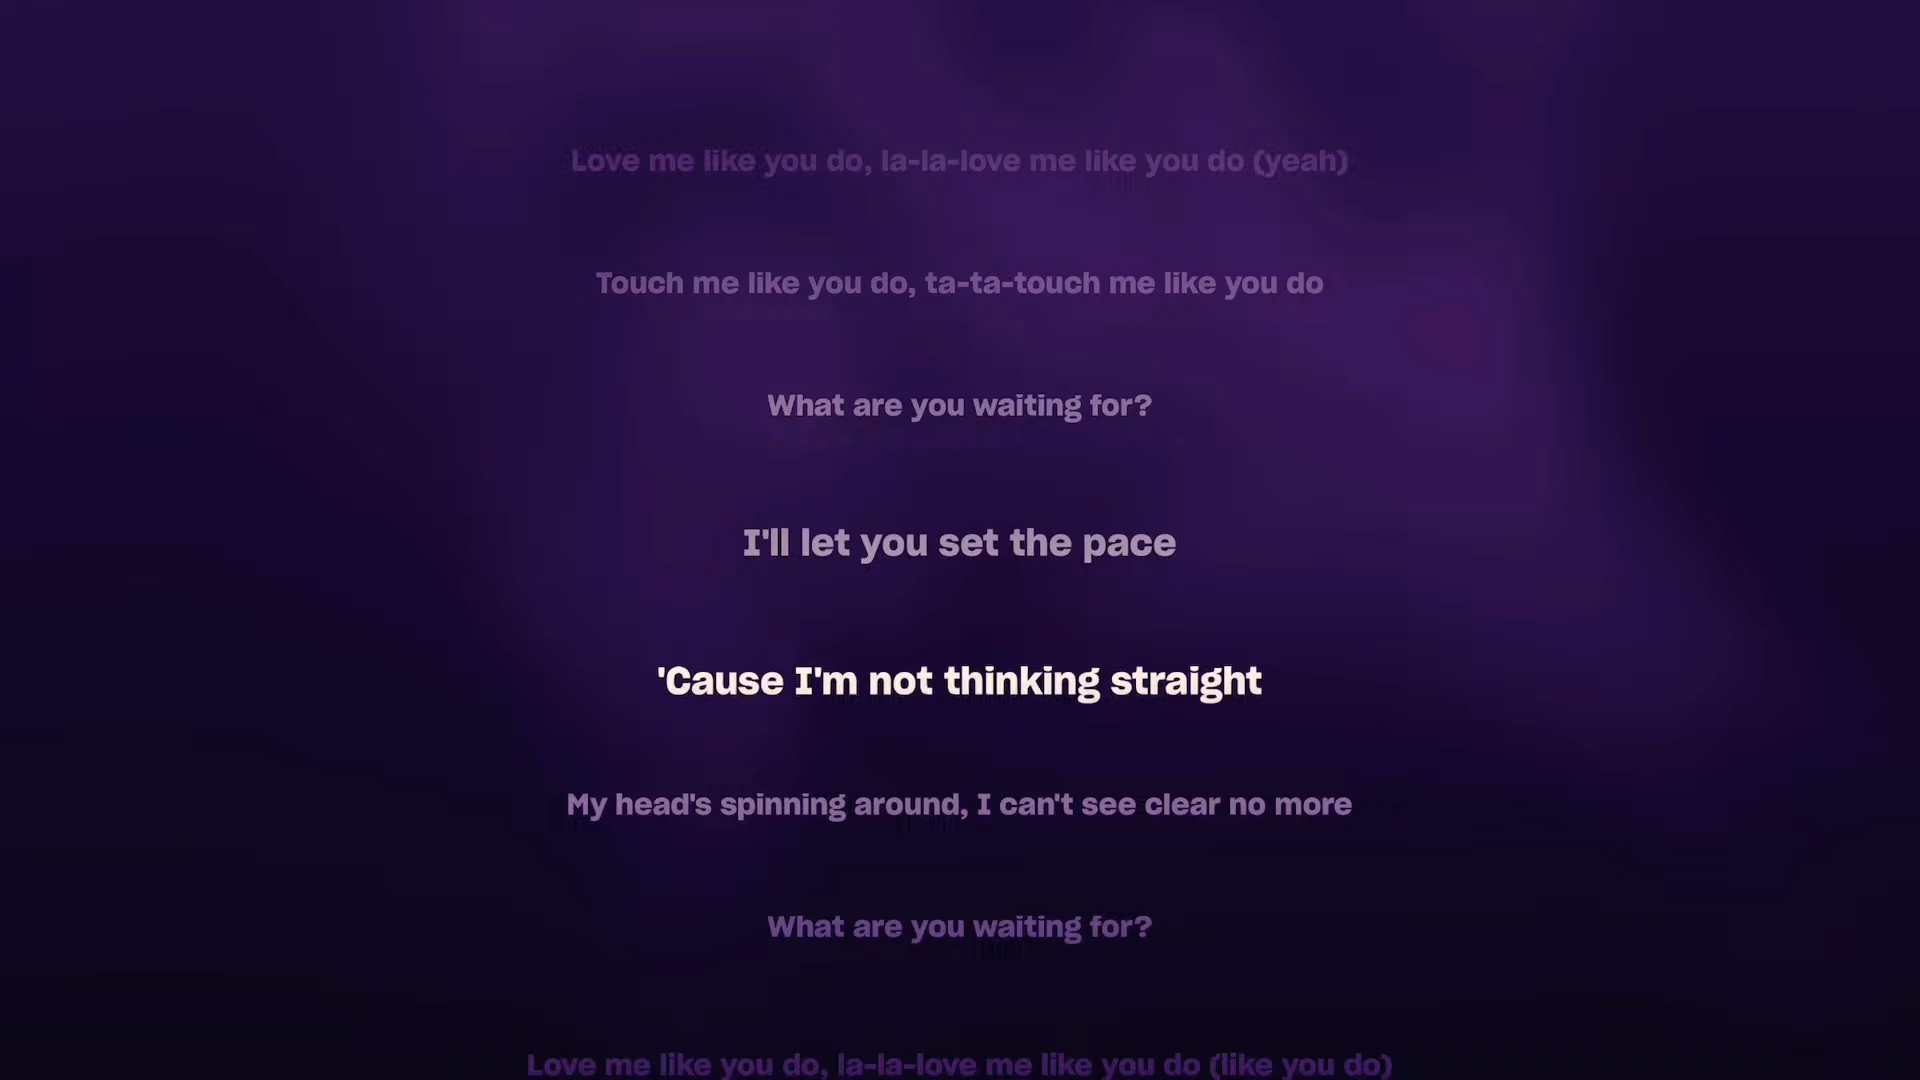 Love me like you do, la-la-love me like you do (yeah)
Touch me like you do, ta-ta-touch me like you do
What are you waiting for?
I'll let you set the pace
'Cause I'm not thinking straight
My head's spinning around, I can't see clear no more
What are you waiting for?
Love me like you do, la-la-love me like you do (like you do)